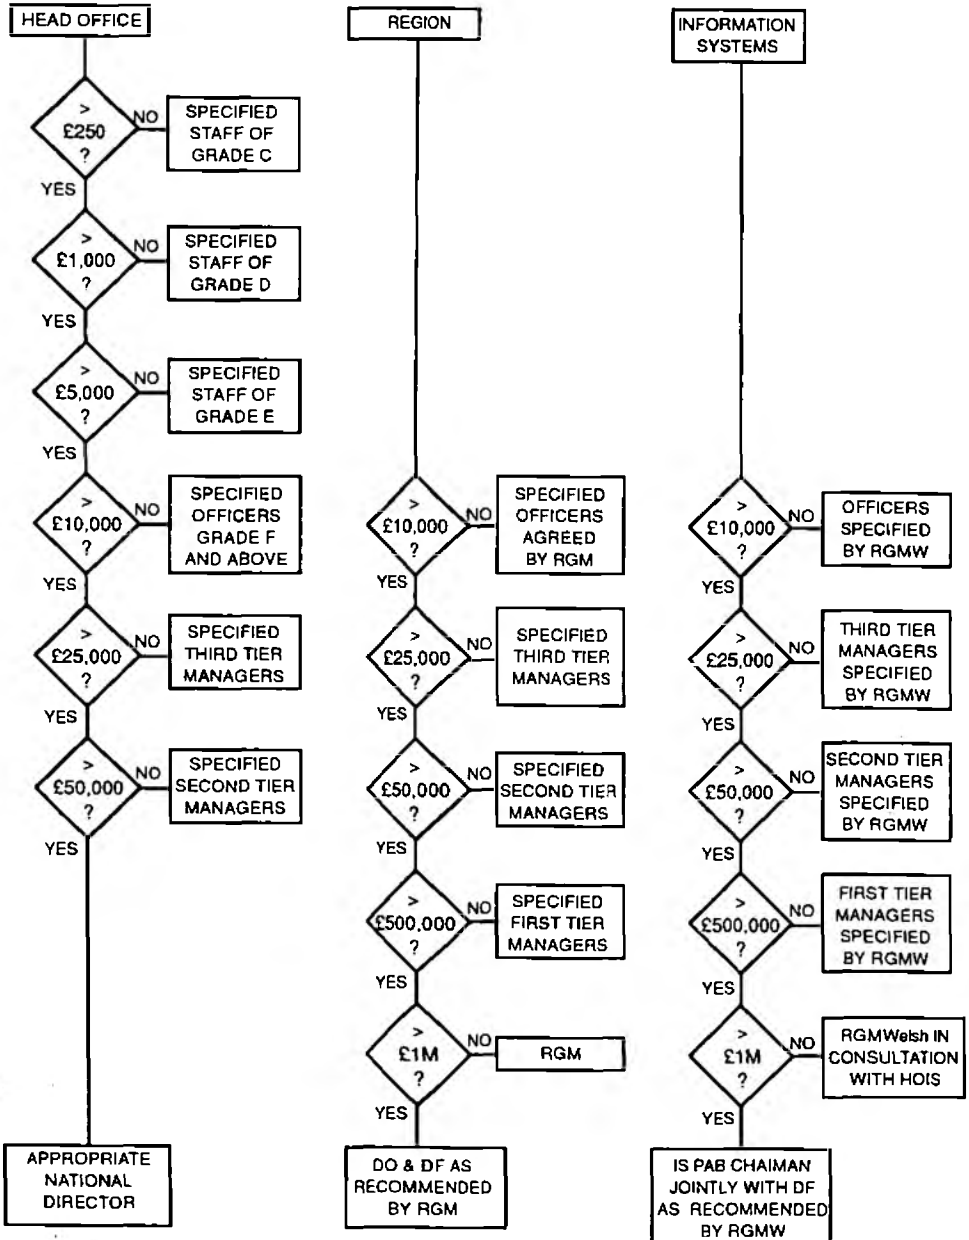 HEAD OFFICE
>
£250
?
NO
SPECIFIED
STAFF OF
GRADE C
YES
>
£1,000
?
NO
SPECIFIED
STAFF OF
GRADE D
YES
>
£5,000
?
NO
SPECIFIED
STAFF OF
GRADE E
YES
>
£10,000
?
NO
SPECIFIED
OFFICERS
GRADE F
AND ABOVE
YES
>
£25,000
?
NO
SPECIFIED
THIRD TIER
MANAGERS
YES
>
£50,000
?
NO
SPECIFIED
SECOND TIER
MANAGERS
YES
APPROPRIATE
NATIONAL
DIRECTOR
REGION
>
£10,000
?
NO
SPECIFIED
OFFICERS
AGREED
BY RGM
YES
>
£25,000
?
NO
SPECIFIED
THIRD TIER
MANAGERS
YES
>
£50,000
?
NO
SPECIFIED
SECOND TIER
MANAGERS
YES
>
£500,000
?
NO
SPECIFIED
FIRST TIER
MANAGERS
YES
>
£1M
?
NO
RGM
YES
DO & DF AS
RECOMMENDED
BY RGM
INFORMATION
SYSTEMS
>
£10,000
?
NO
OFFICERS
SPECIFIED
BY RGMW
YES
>
£25,000
?
NO
THIRD TIER
MANAGERS
SPECIFIED
BY RGMW
YES
>
£50,000
?
NO
SECOND TIER
MANAGERS
SPECIFIED
BY RGMW
YES
>
£500,000
?
NO
FIRST TIER
MANAGERS
SPECIFIED
BY RGMW
YES
>
£1M
?
NO
RGMWelsh IN
CONSULTATION
WITH HOIS
YES
IS PAB CHAIMAN
JOINTLY WITH DF
AS RECOMMENDED
BY RGMW